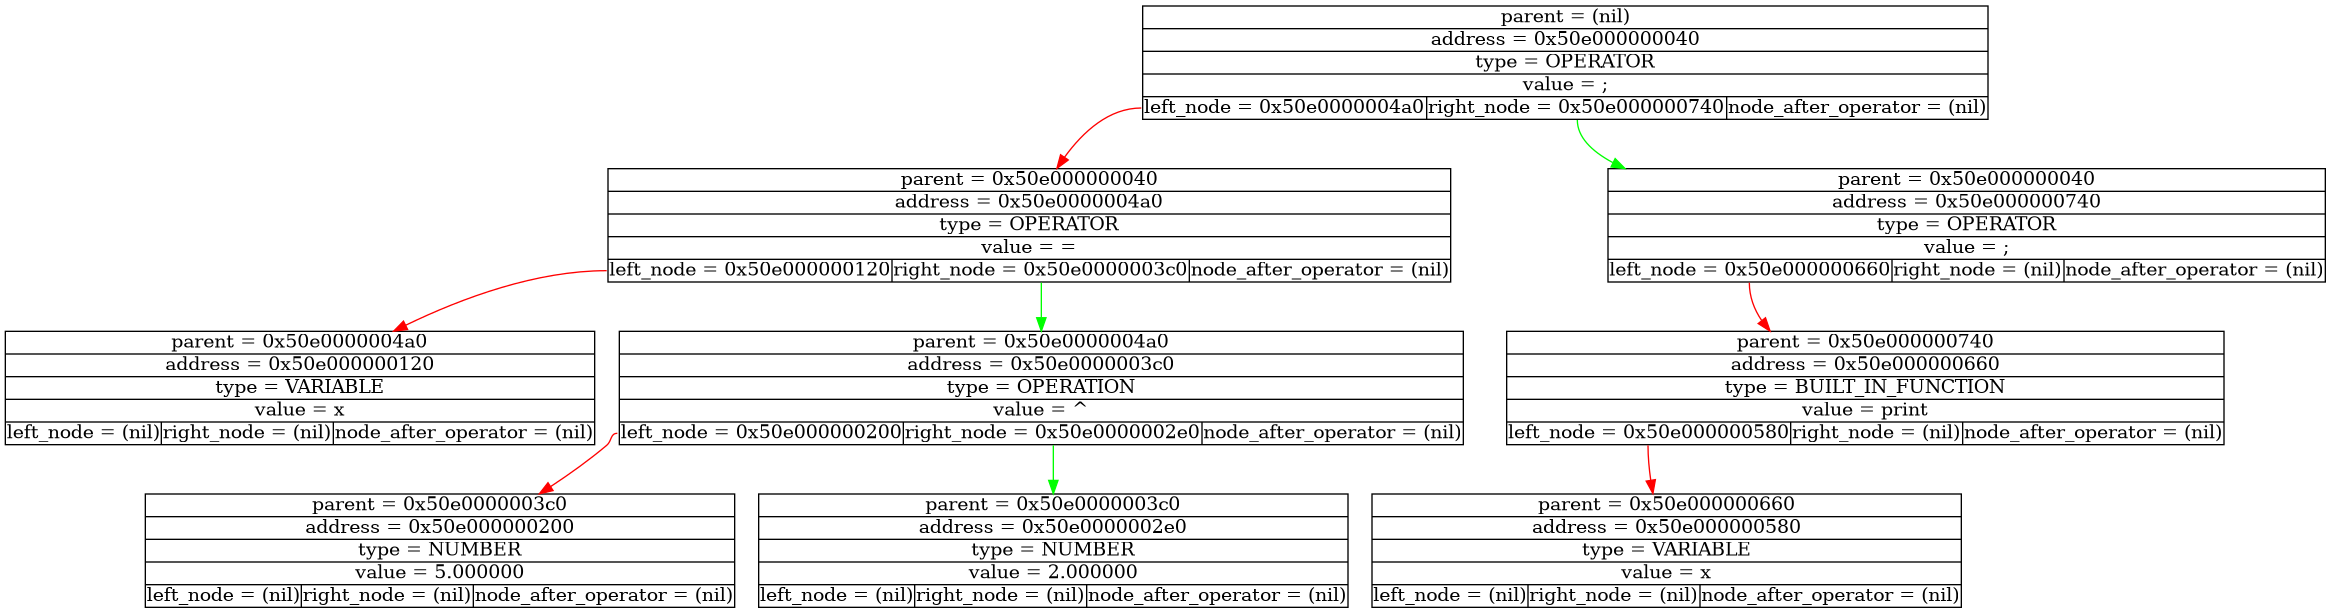 parent = (nil)
address = 0x50e000000040
type = OPERATOR
value = ;
left_node = 0x50e0000004a0 right_node = 0x50e000000740 node_after_operator = (nil)
parent = 0x50e000000040
address = 0x50e0000004a0
type = OPERATOR
value = =
left_node = 0x50e000000120 right_node = 0x50e0000003c0 node_after_operator = (nil)
parent = 0x50e000000040
address = 0x50e000000740
type = OPERATOR
value = ;
left_node = 0x50e000000660 right_node = (nil) node_after_operator = (nil)
parent = 0x50e0000004a0
address = 0x50e000000120
type = VARIABLE
value = x
left_node = (nil) right_node = (nil) node_after_operator = (nil)
parent = 0x50e0000004a0
address = 0x50e0000003c0
type = OPERATION
value = ^
left_node = 0x50e000000200 right_node = 0x50e0000002e0 node_after_operator = (nil)
parent = 0x50e000000740
address = 0x50e000000660
type = BUILT_IN_FUNCTION
value = print
left_node = 0x50e000000580 right_node = (nil) node_after_operator = (nil)
parent = 0x50e0000003c0
address = 0x50e000000200
type = NUMBER
value = 5.000000
left_node = (nil) right_node = (nil) node_after_operator = (nil)
parent = 0x50e0000003c0
address = 0x50e0000002e0
type = NUMBER
value = 2.000000
left_node = (nil) right_node = (nil) node_after_operator = (nil)
parent = 0x50e000000660
address = 0x50e000000580
type = VARIABLE
value = x
left_node = (nil) right_node = (nil) node_after_operator = (nil)